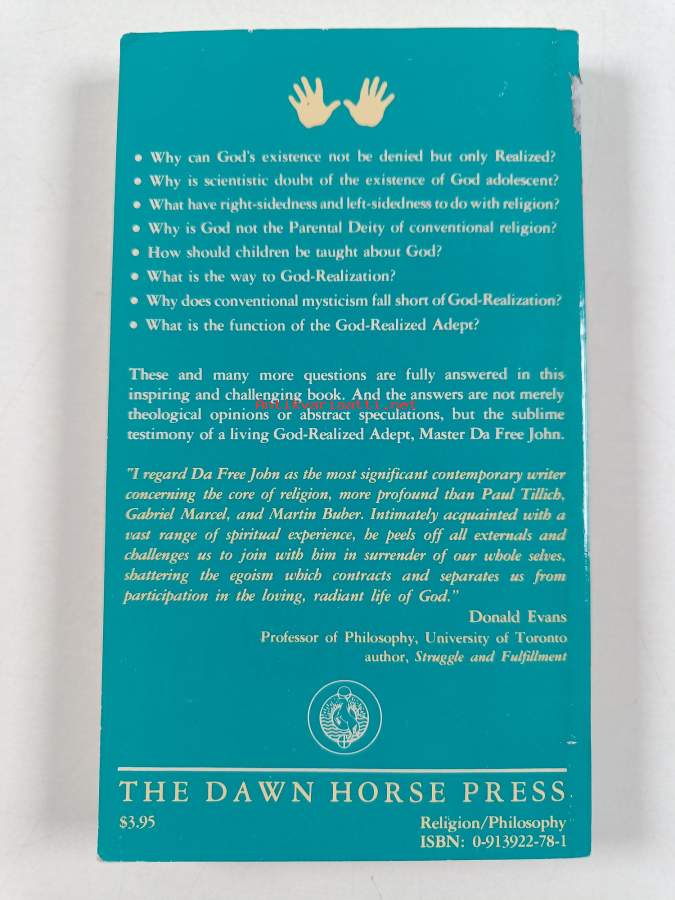 • Why can God's existence not be denied but only Realized?
• Why is scientistic doubt of the existence of God adolescent?
• What have right-sidedness and left-sidedness to do with religion?
• Why is God not the Parental Deity of conventional religion?
• How should children be taught about God?
• What is the way to God-Realization?
• Why does conventional mysticism fall short of God-Realization?
• What is the function of the God-Realized Adept?
These and many more questions are fully answered in this
inspiring and challenging book. And the answers are not merely
Antikvariaatti.net
theological opinions or abstract speculations, but the sublime
testimony of a living God-Realized Adept, Master Da Free John.
"I regard Da Free John as the most significant contemporary writer
concerning the core of religion, more profound than Paul Tillich,
Gabriel Marcel, and Martin Buber. Intimately acquainted with a
vast range of spiritual experience, he peels off all externals and
challenges us to join with him in surrender of our whole selves,
shattering the egoism which contracts and separates us from
participation in the loving, radiant life of God."
Donald Evans
Professor of Philosophy, University of Toronto
author, Struggle and Fulfillment
THE DAWN HORSE PRESS
$3.95
Religion/Philosophy
ISBN: 0-913922-78-1